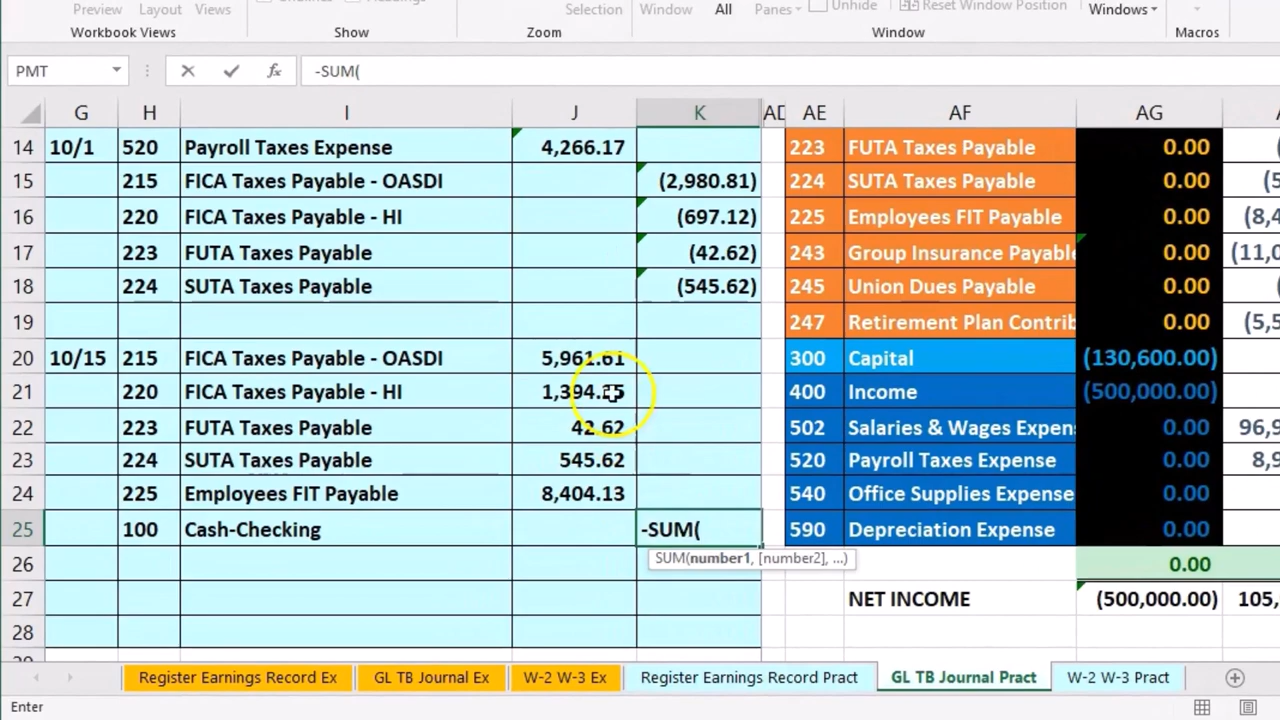 Preview Layout Views Selection Window All Panes Unhide Reset Window Position Windows
Workbook Views Show Zoom Window Macros
PMT -SUM(
G H I J K AD AE AF AG
14 10/1 520 Payroll Taxes Expense 4,266.17 223 FUTA Taxes Payable 0.00
15 215 FICA Taxes Payable - OASDI (2,980.81) 224 SUTA Taxes Payable 0.00 (5
16 220 FICA Taxes Payable - HI (697.12) 225 Employees FIT Payable 0.00 (8,4
17 223 FUTA Taxes Payable (42.62) 243 Group Insurance Payable 0.00 (11,0
18 224 SUTA Taxes Payable (545.62) 245 Union Dues Payable 0.00 (
19 247 Retirement Plan Contrib 0.00 (5,5
20 10/15 215 FICA Taxes Payable - OASDI 5,961.61 300 Capital (130,600.00)
21 220 FICA Taxes Payable - HI 400 Income (500,000.00)
22 223 FUTA Taxes Payable 42.62 502 Salaries & Wages Expens 0.00 96,9
23 224 SUTA Taxes Payable 545.62 520 Payroll Taxes Expense 0.00 8,9
24 225 Employees FIT Payable 8,404.13 540 Office Supplies Expense 0.00
25 100 Cash-Checking -SUM( 590 Depreciation Expense 0.00
SUM(number1, [number2], ...)
26 0.00
27 NET INCOME (500,000.00) 105,
28
Register Earnings Record Ex GL TB Journal Ex W-2 W-3 Ex Register Earnings Record Pract GL TB Journal Pract W-2 W-3 Pract
Enter